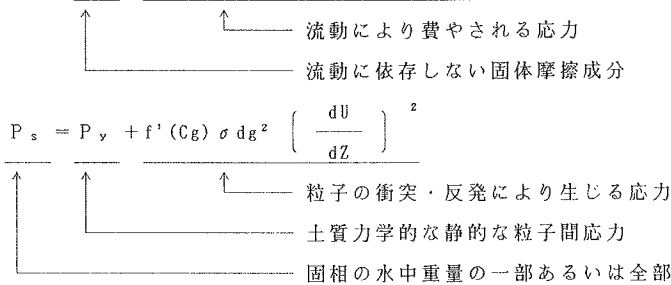 流動により費やされる応力
流動に依存しない固体摩擦成分
Ps = Py + f'(Cg) σ dg² ( dU / dZ )²
粒子の衝突・反発により生じる応力
土質力学的な静的な粒子間応力
固相の水中重量の一部あるいは全部